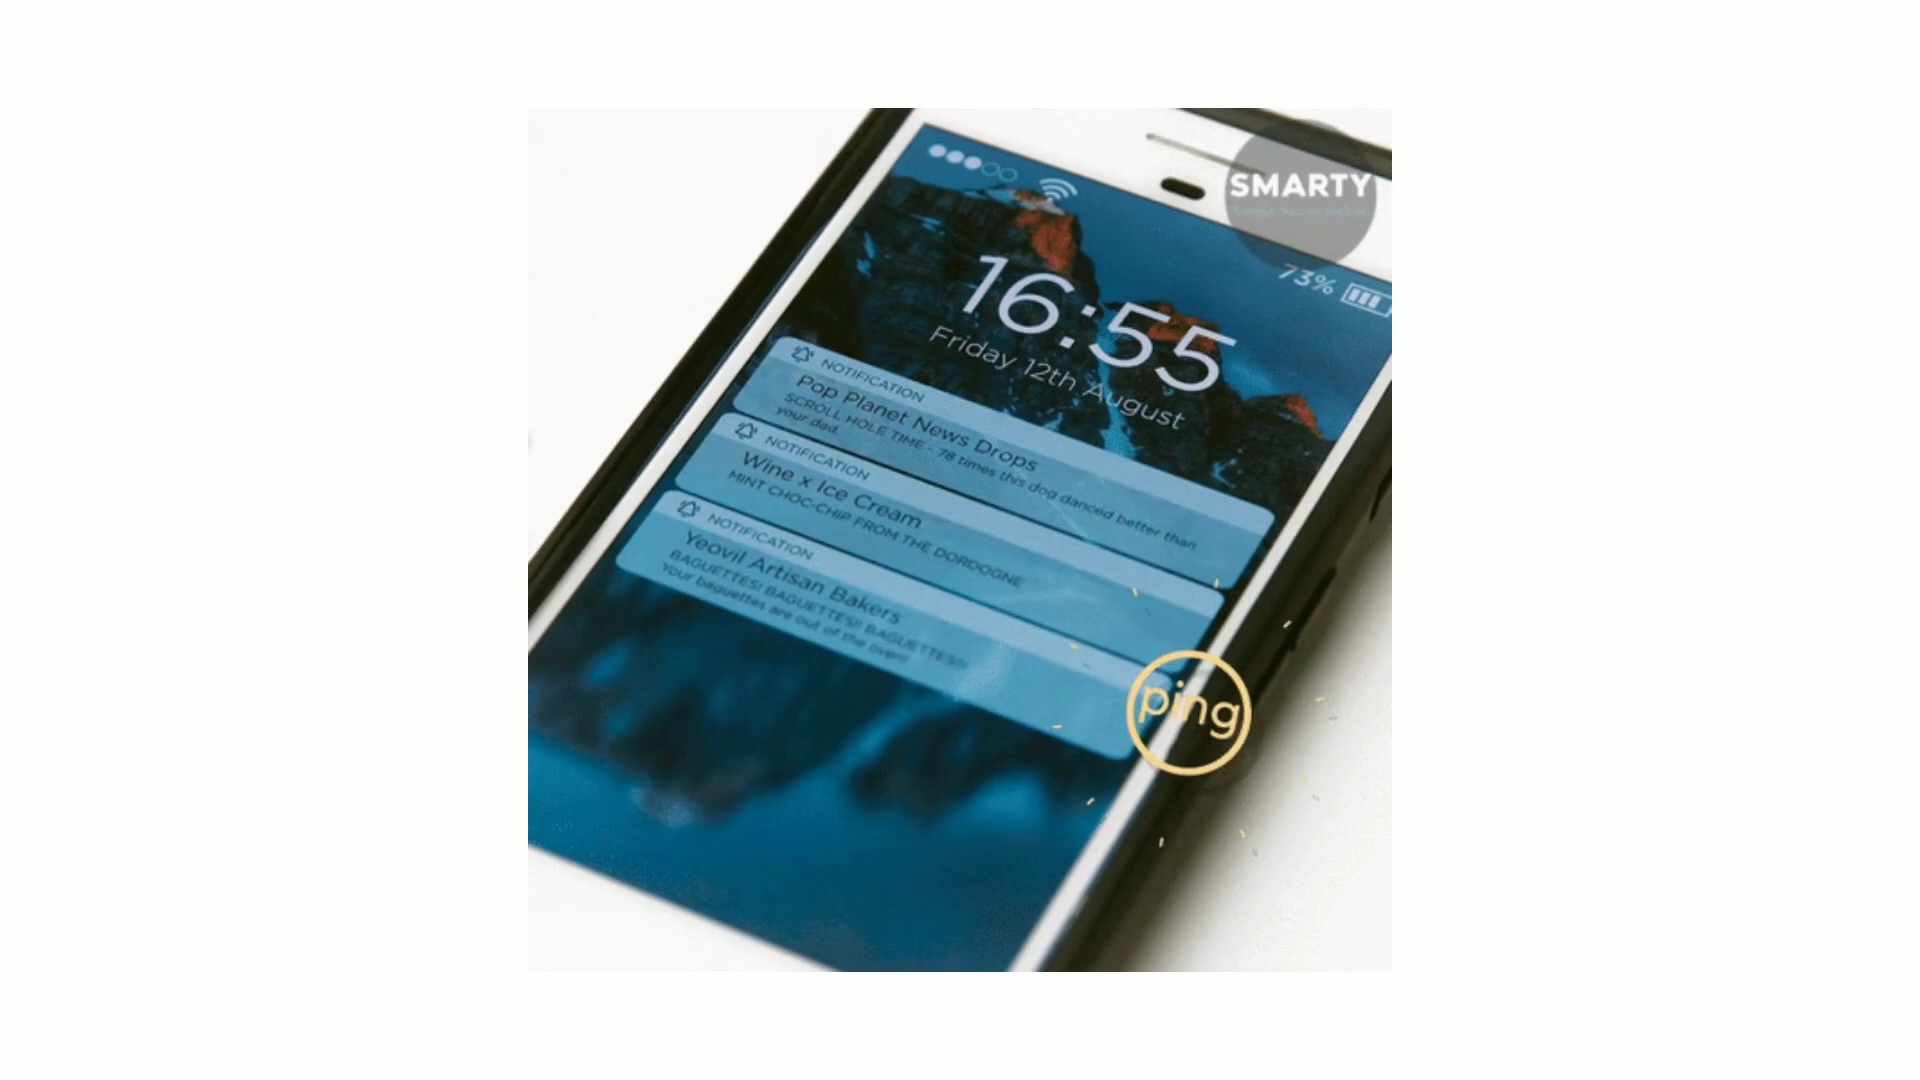 SMARTY
73%
16:55
Friday 12th August
NOTIFICATION
Pop Planet News Drops
SCROLL HOLE TIME - 78 times this dog danced better than
your dad.
NOTIFICATION
Wine x Ice Cream
MINT CHOC-CHIP FROM THE DORDOGNE
NOTIFICATION
Yeovil Artisan Bakers
BAGUETTES! BAGUETTES!! BAGUETTES!!!
Your baguettes are out of the oven!
ping